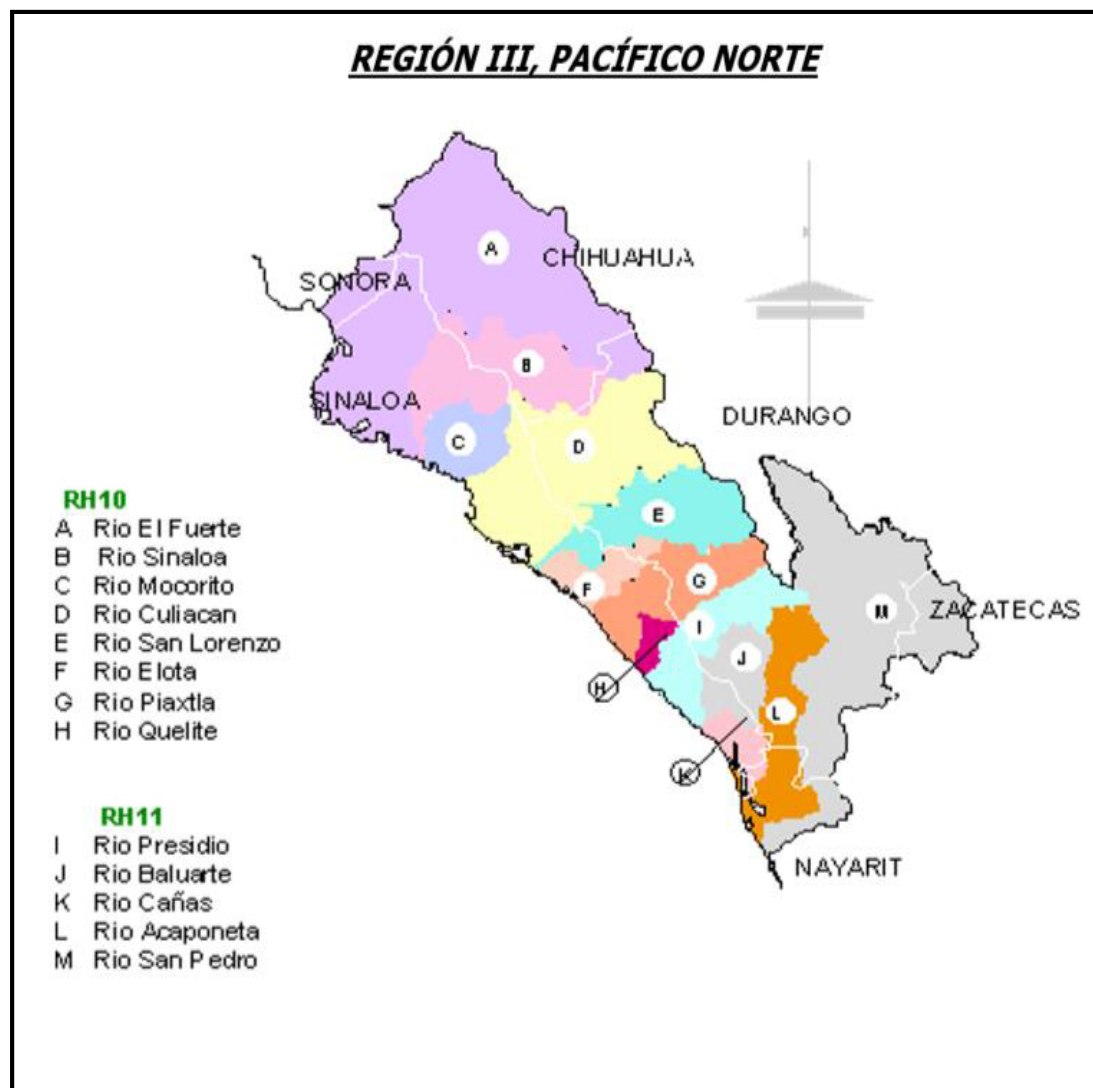 REGIÓN III, PACÍFICO NORTE
A
CHIHUAHUA
SONORA
B
SINALOA
DURANGO
C
D
RH10
A Rio El Fuerte
B Rio Sinaloa
C Rio Mocorito
D Rio Culiacan
E Rio San Lorenzo
F Rio Elota
G Rio Piaxtla
H Rio Quelite
E
F
G
M
ZACATECAS
I
J
H
L
K
RH11
I Rio Presidio
J Rio Baluarte
K Rio Cañas
L Rio Acaponeta
M Rio San Pedro
NAYARIT